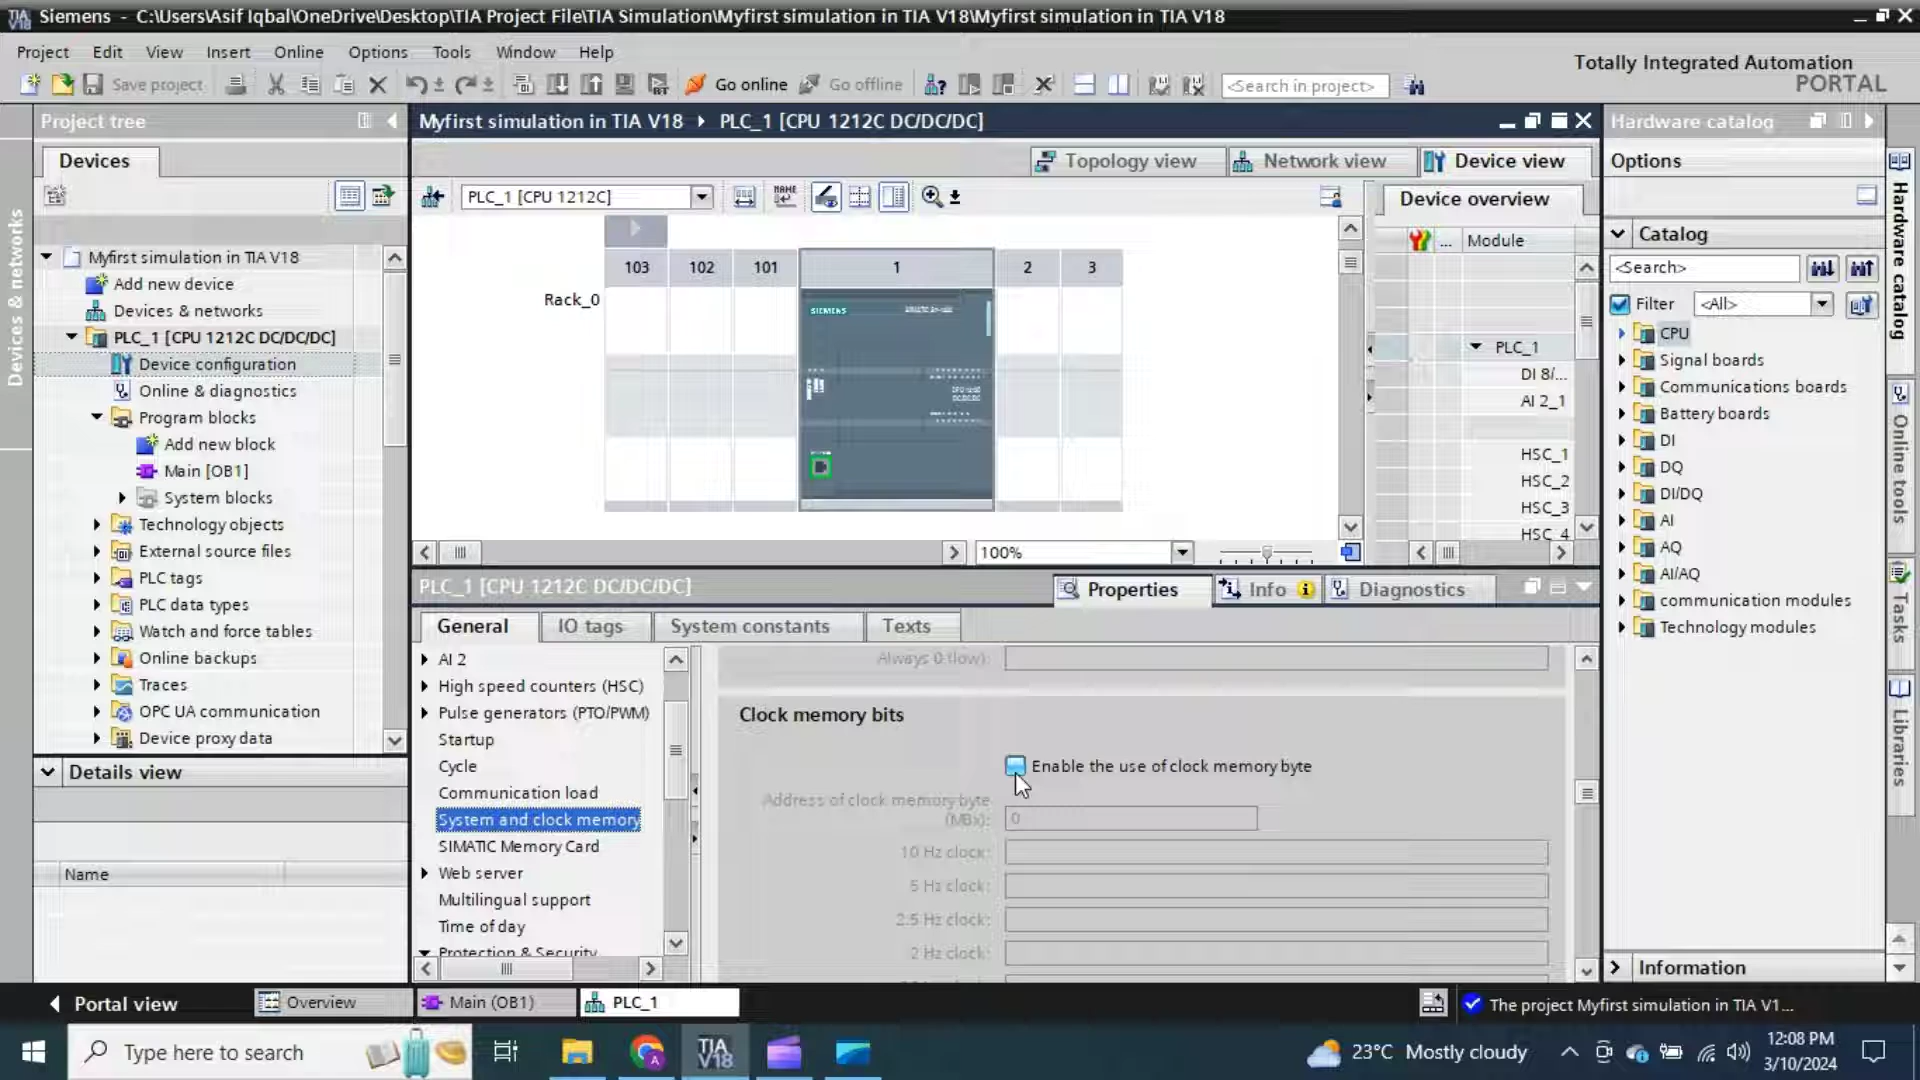 Siemens - C:\Users\Asif Iqbal\OneDrive\Desktop\TIA Project File\TIA Simulation\Myfirst simulation in TIA V18\Myfirst simulation in TIA V18
Project Edit View Insert Online Options Tools Window Help
Totally Integrated Automation
PORTAL
Save project
Go online
Go offline
<Search in project>
Project tree
Devices
Devices & networks
Myfirst simulation in TIA V18
Add new device
Devices & networks
PLC_1 [CPU 1212C DC/DC/DC]
Device configuration
Online & diagnostics
Program blocks
Add new block
Main [OB1]
System blocks
Technology objects
External source files
PLC tags
PLC data types
Watch and force tables
Online backups
Traces
OPC UA communication
Device proxy data
Details view
Name
Myfirst simulation in TIA V18 PLC_1 [CPU 1212C DC/DC/DC]
Topology view
Network view
Device view
PLC_1 [CPU 1212C]
103 102 101 1 2 3
Rack_0
SIEMENS
100%
Device overview
... Module
PLC_1
DI 8/...
AI 2_1
HSC_1
HSC_2
HSC_3
HSC_4
PLC_1 [CPU 1212C DC/DC/DC]
Properties
Info
Diagnostics
General IO tags System constants Texts
AI 2
High speed counters (HSC)
Pulse generators (PTO/PWM)
Startup
Cycle
Communication load
System and clock memory
SIMATIC Memory Card
Web server
Multilingual support
Time of day
Protection & Security
Always 0 (low):
Clock memory bits
Enable the use of clock memory byte
Address of clock memory byte
(MBx): 0
10 Hz clock:
5 Hz clock:
2.5 Hz clock:
2 Hz clock:
Hardware catalog
Options
Catalog
<Search>
Filter <All>
CPU
Signal boards
Communications boards
Battery boards
DI
DQ
DI/DQ
AI
AQ
AI/AQ
communication modules
Technology modules
Information
Hardware catalog
Online tools
Tasks
Libraries
Portal view
Overview
Main (OB1)
PLC_1
The project Myfirst simulation in TIA V1...
Type here to search
TIA
V18
23°C Mostly cloudy
12:08 PM
3/10/2024